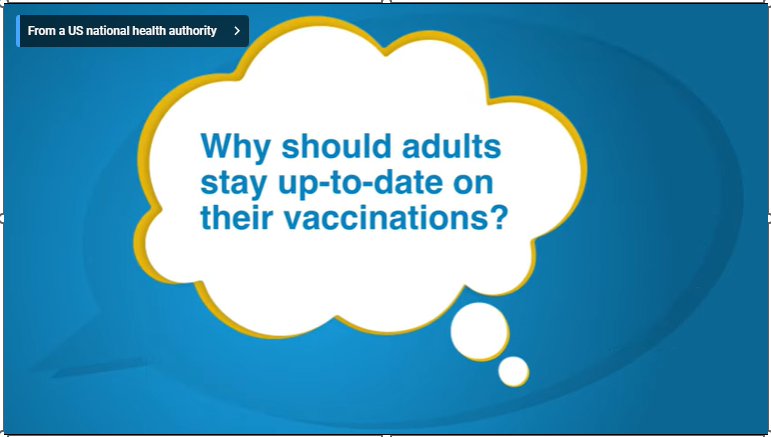 From a US national health authority
Why should adults
stay up-to-date on
their vaccinations?